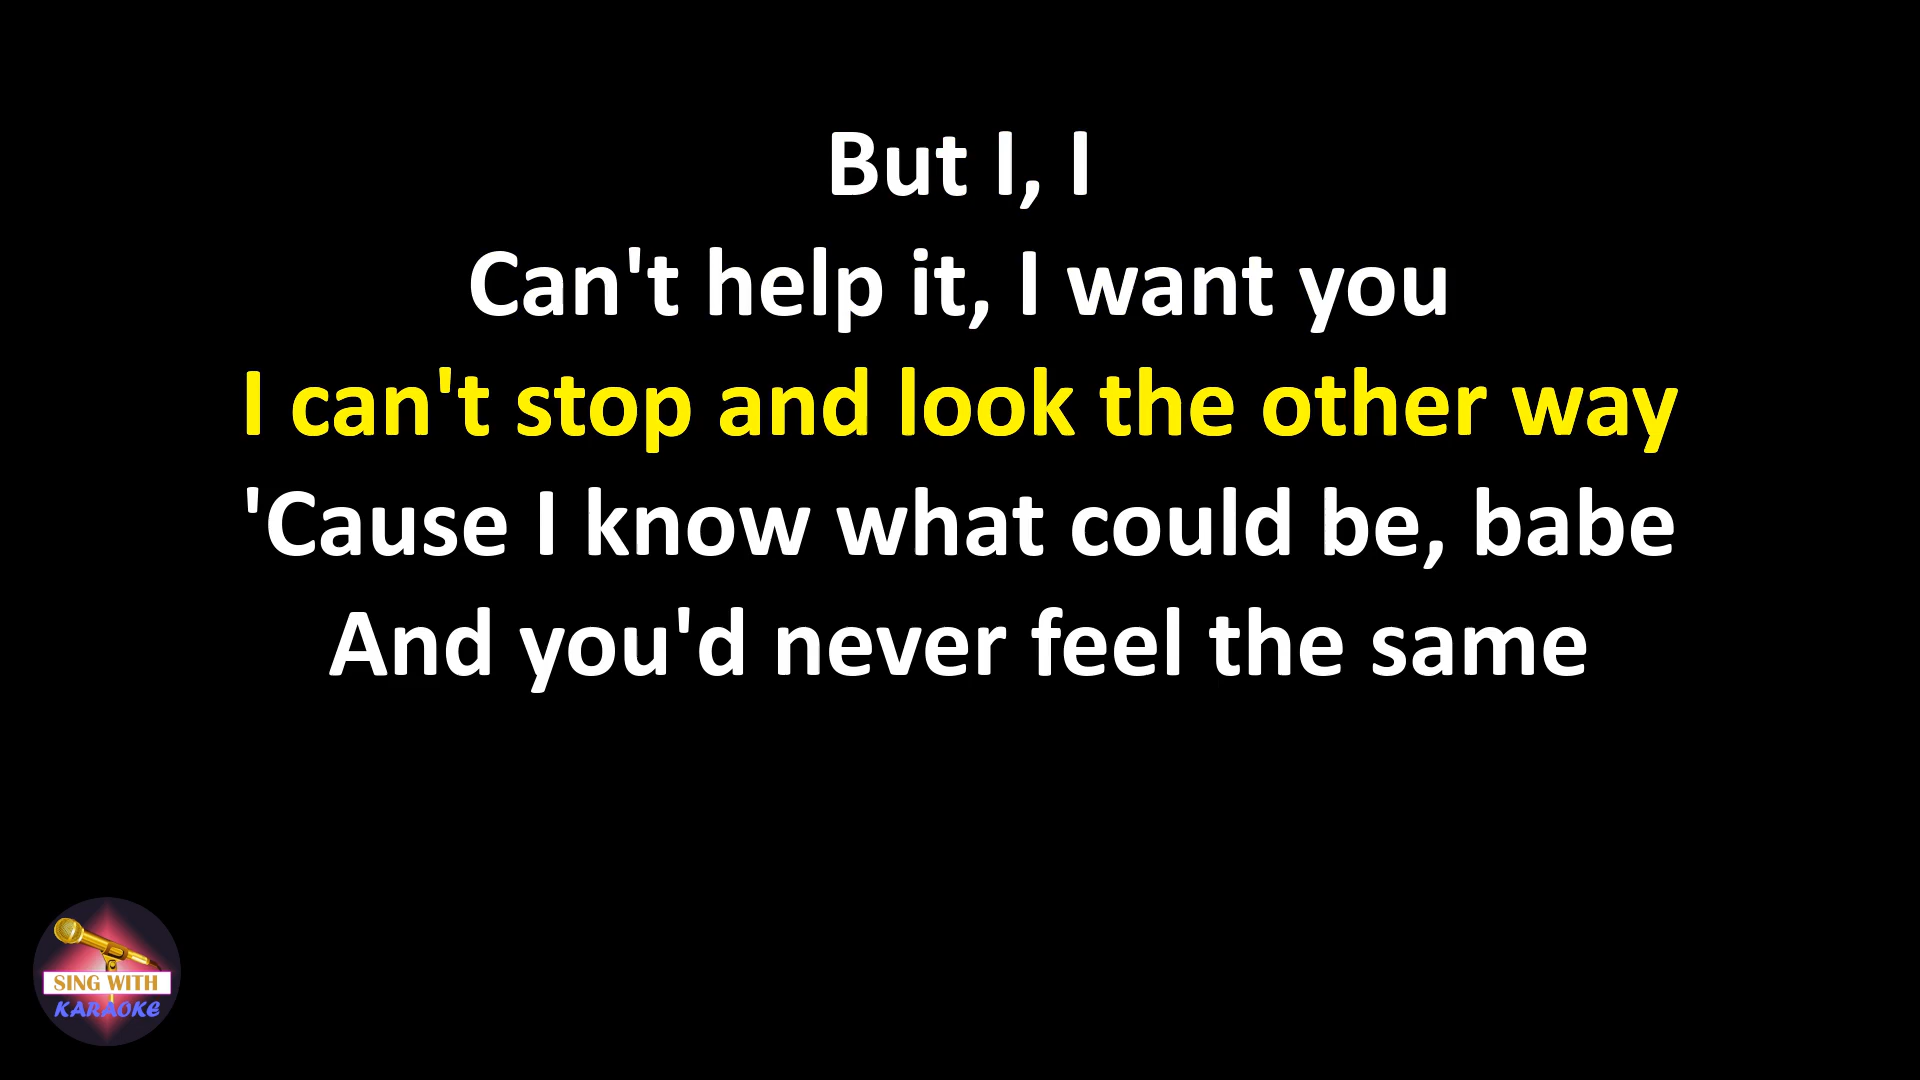 But I, I
Can't help it, I want you
I can't stop and look the other way
'Cause I know what could be, babe
And you'd never feel the same
SING WITH
KARAOKE